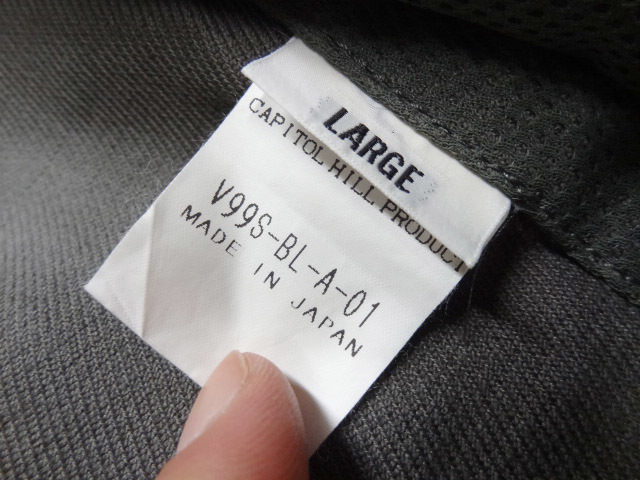 LARGE
CAPITOL HILL PRODUCT
V99S-BL-A-01
MADE IN JAPAN